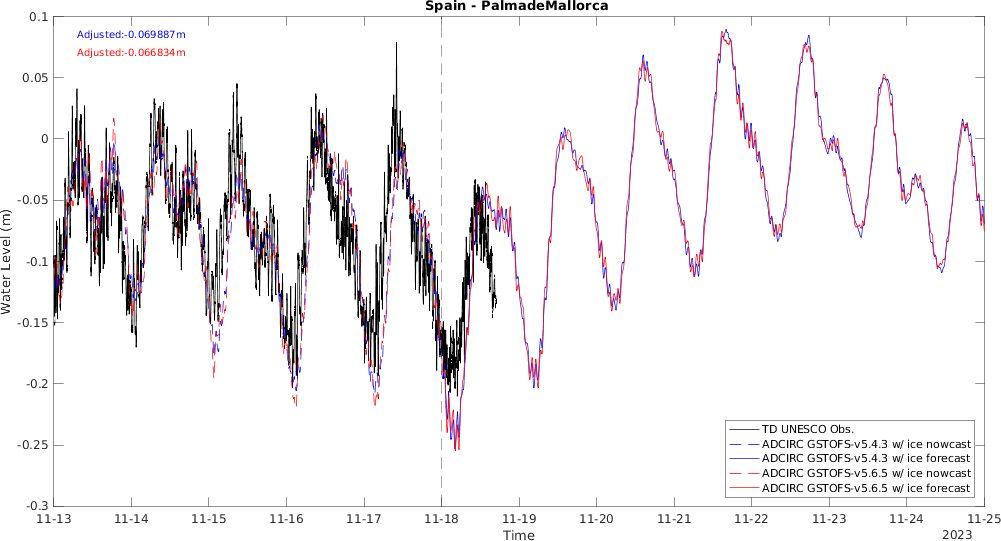 Spain - PalmadeMallorca
Adjusted:-0.069887m
Adjusted:-0.066834m
0.1
0.05
0
-0.05
-0.1
-0.15
-0.2
-0.25
-0.3
Water Level (m)
11-13 11-14 11-15 11-16 11-17 11-18 11-19 11-20 11-21 11-22 11-23 11-24 11-25
Time
2023
TD UNESCO Obs.
ADCIRC GSTOFS-v5.4.3 w/ ice nowcast
ADCIRC GSTOFS-v5.4.3 w/ ice forecast
ADCIRC GSTOFS-v5.6.5 w/ ice nowcast
ADCIRC GSTOFS-v5.6.5 w/ ice forecast